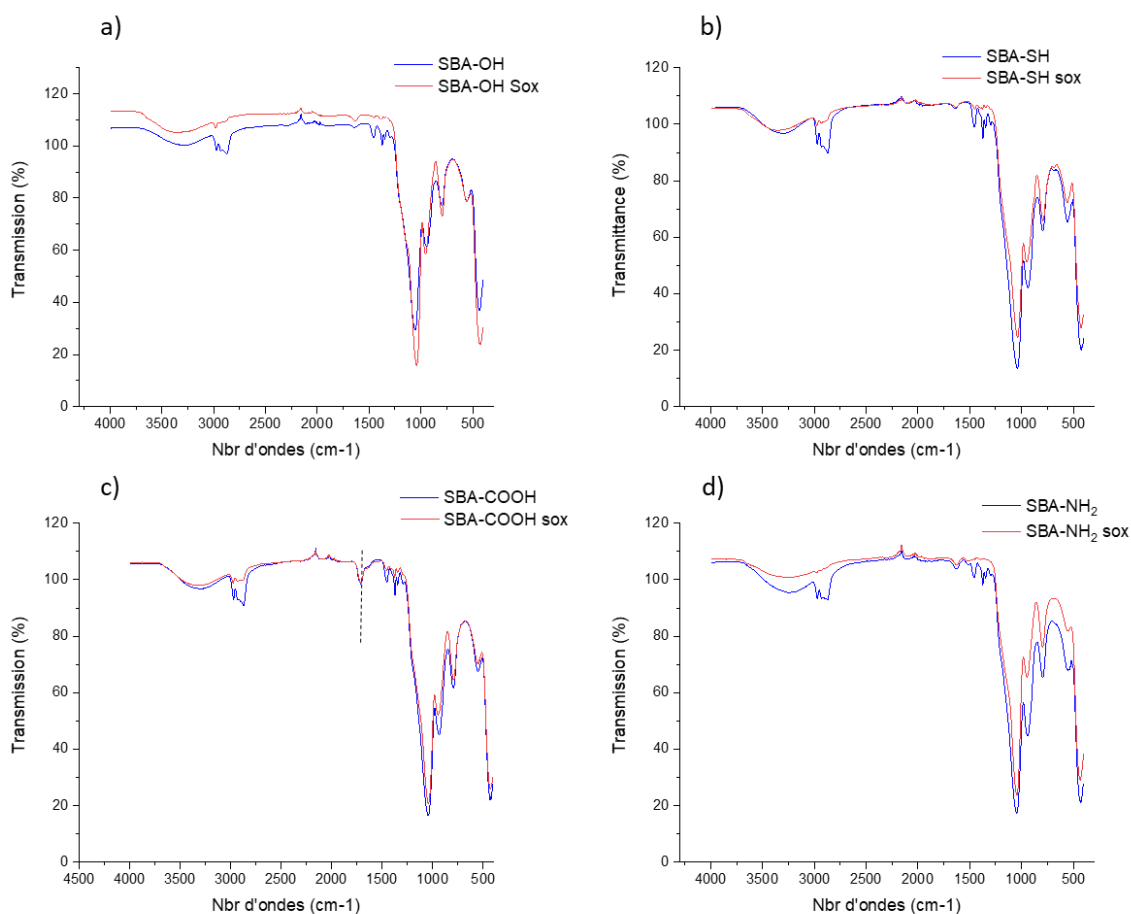 a)
SBA-OH
SBA-OH Sox
Transmission (%)
120
100
80
60
40
20
0
4000 3500 3000 2500 2000 1500 1000 500
Nbr d'ondes (cm-1)
b)
SBA-SH
SBA-SH sox
Transmittance (%)
120
100
80
60
40
20
0
4000 3500 3000 2500 2000 1500 1000 500
Nbr d'ondes (cm-1)
c)
SBA-COOH
SBA-COOH sox
Transmission (%)
120
100
80
60
40
20
0
4500 4000 3500 3000 2500 2000 1500 1000 500
Nbr d'ondes (cm-1)
d)
SBA-NH₂
SBA-NH₂ sox
Transmission (%)
120
100
80
60
40
20
0
4000 3500 3000 2500 2000 1500 1000 500
Nbr d'ondes (cm-1)